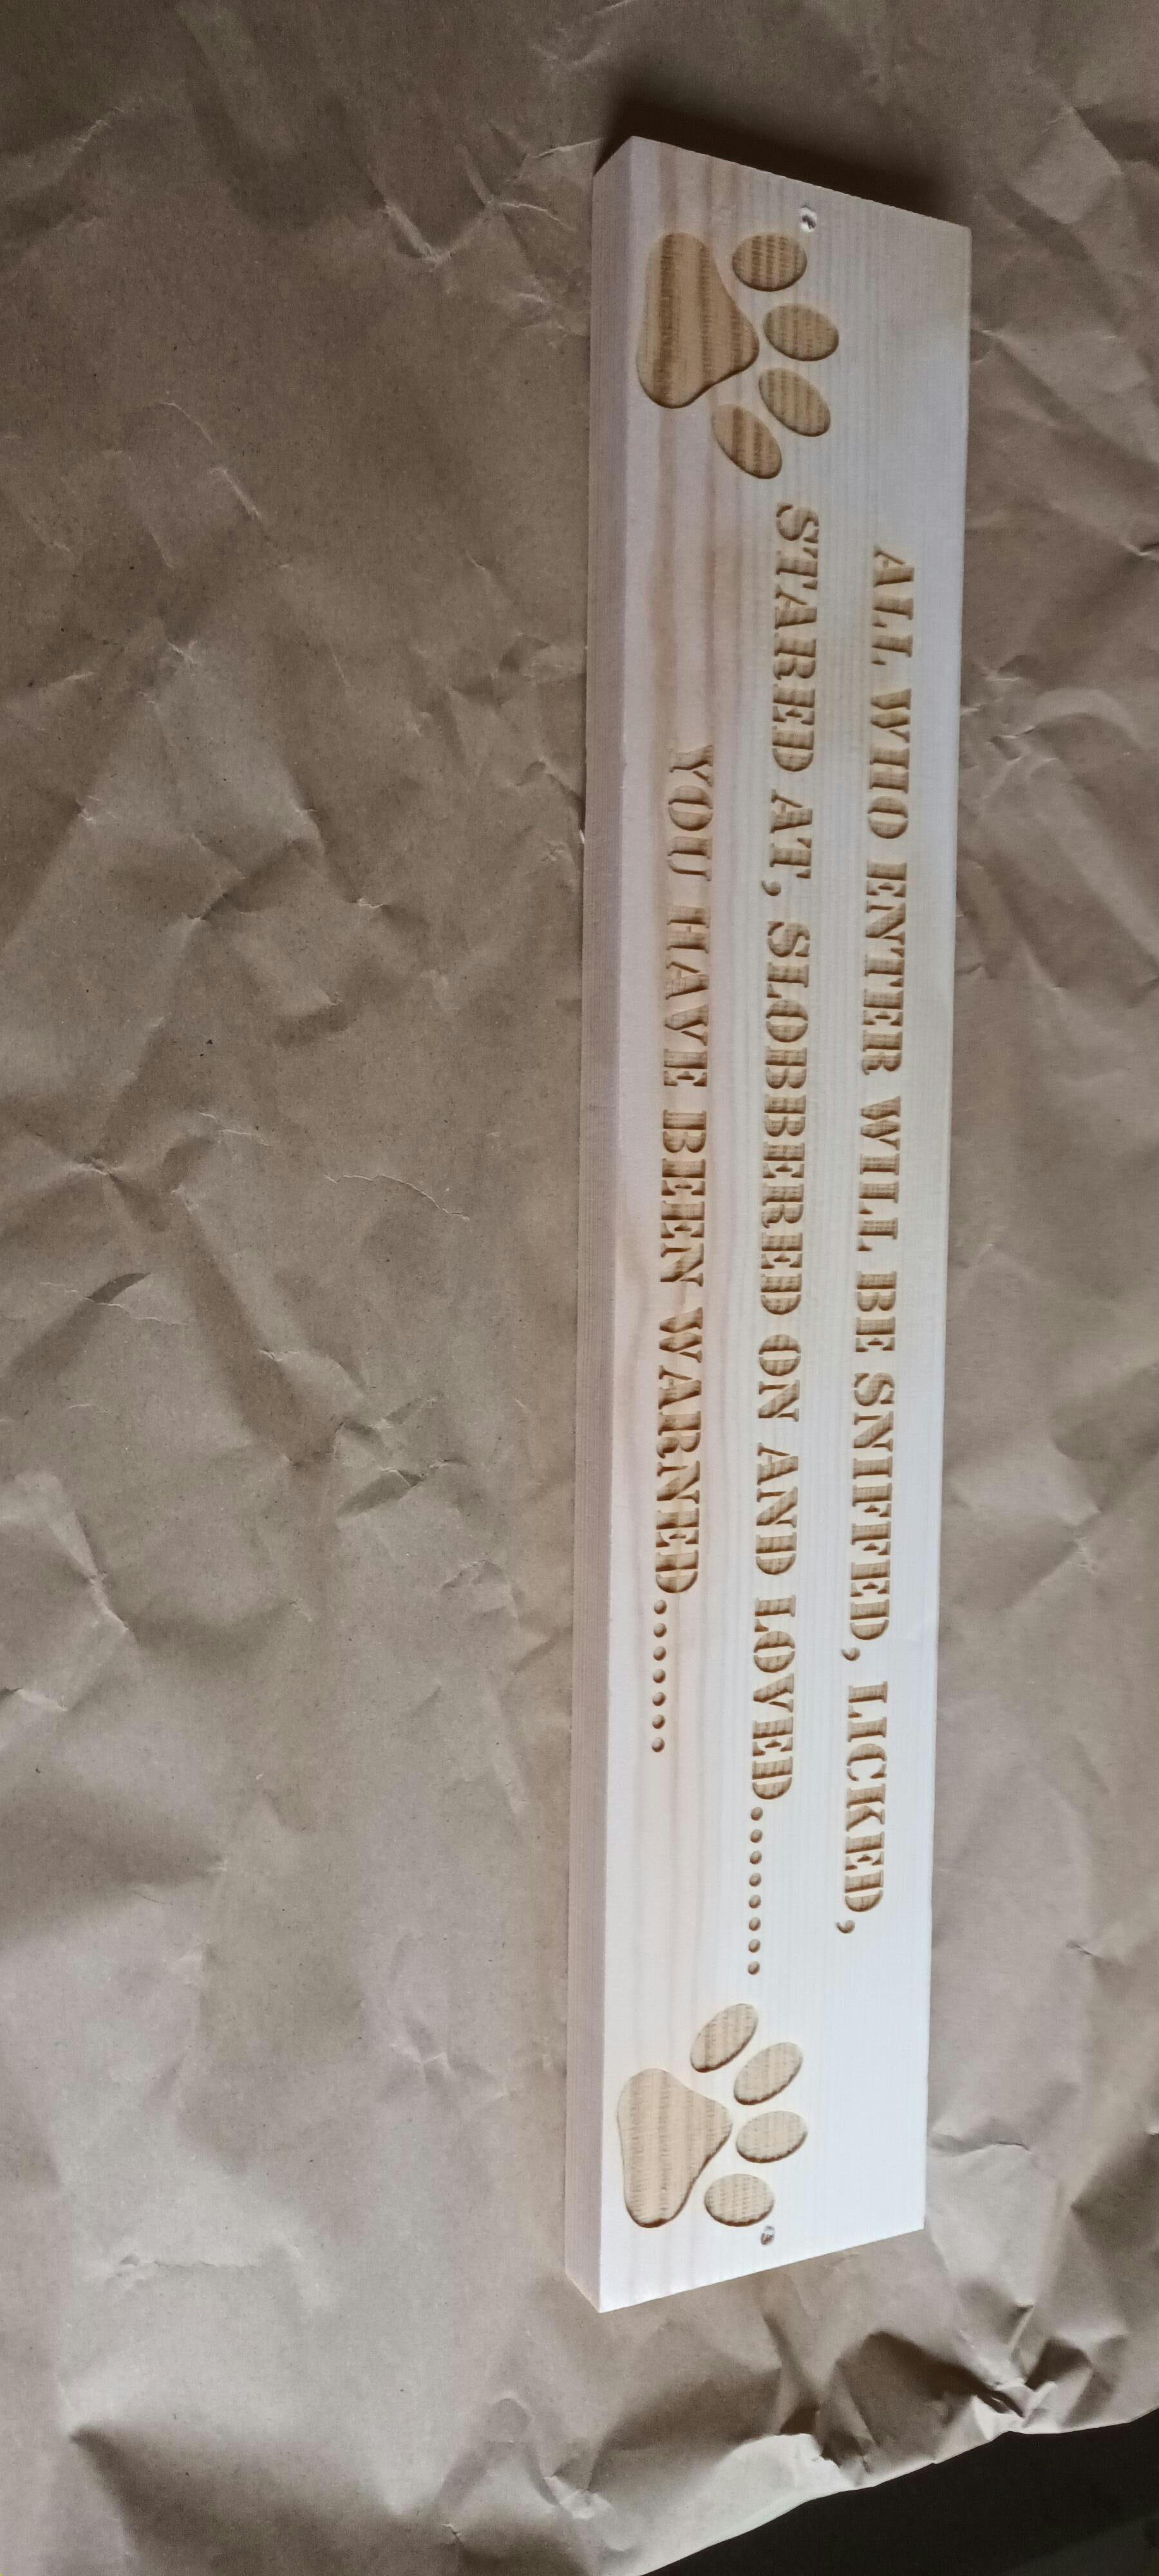 ALL WHO ENTER WILL BE SNIFFED, LICKED,
STARED AT, SLOBBERED ON AND LOVED........
YOU HAVE BEEN WARNED.......